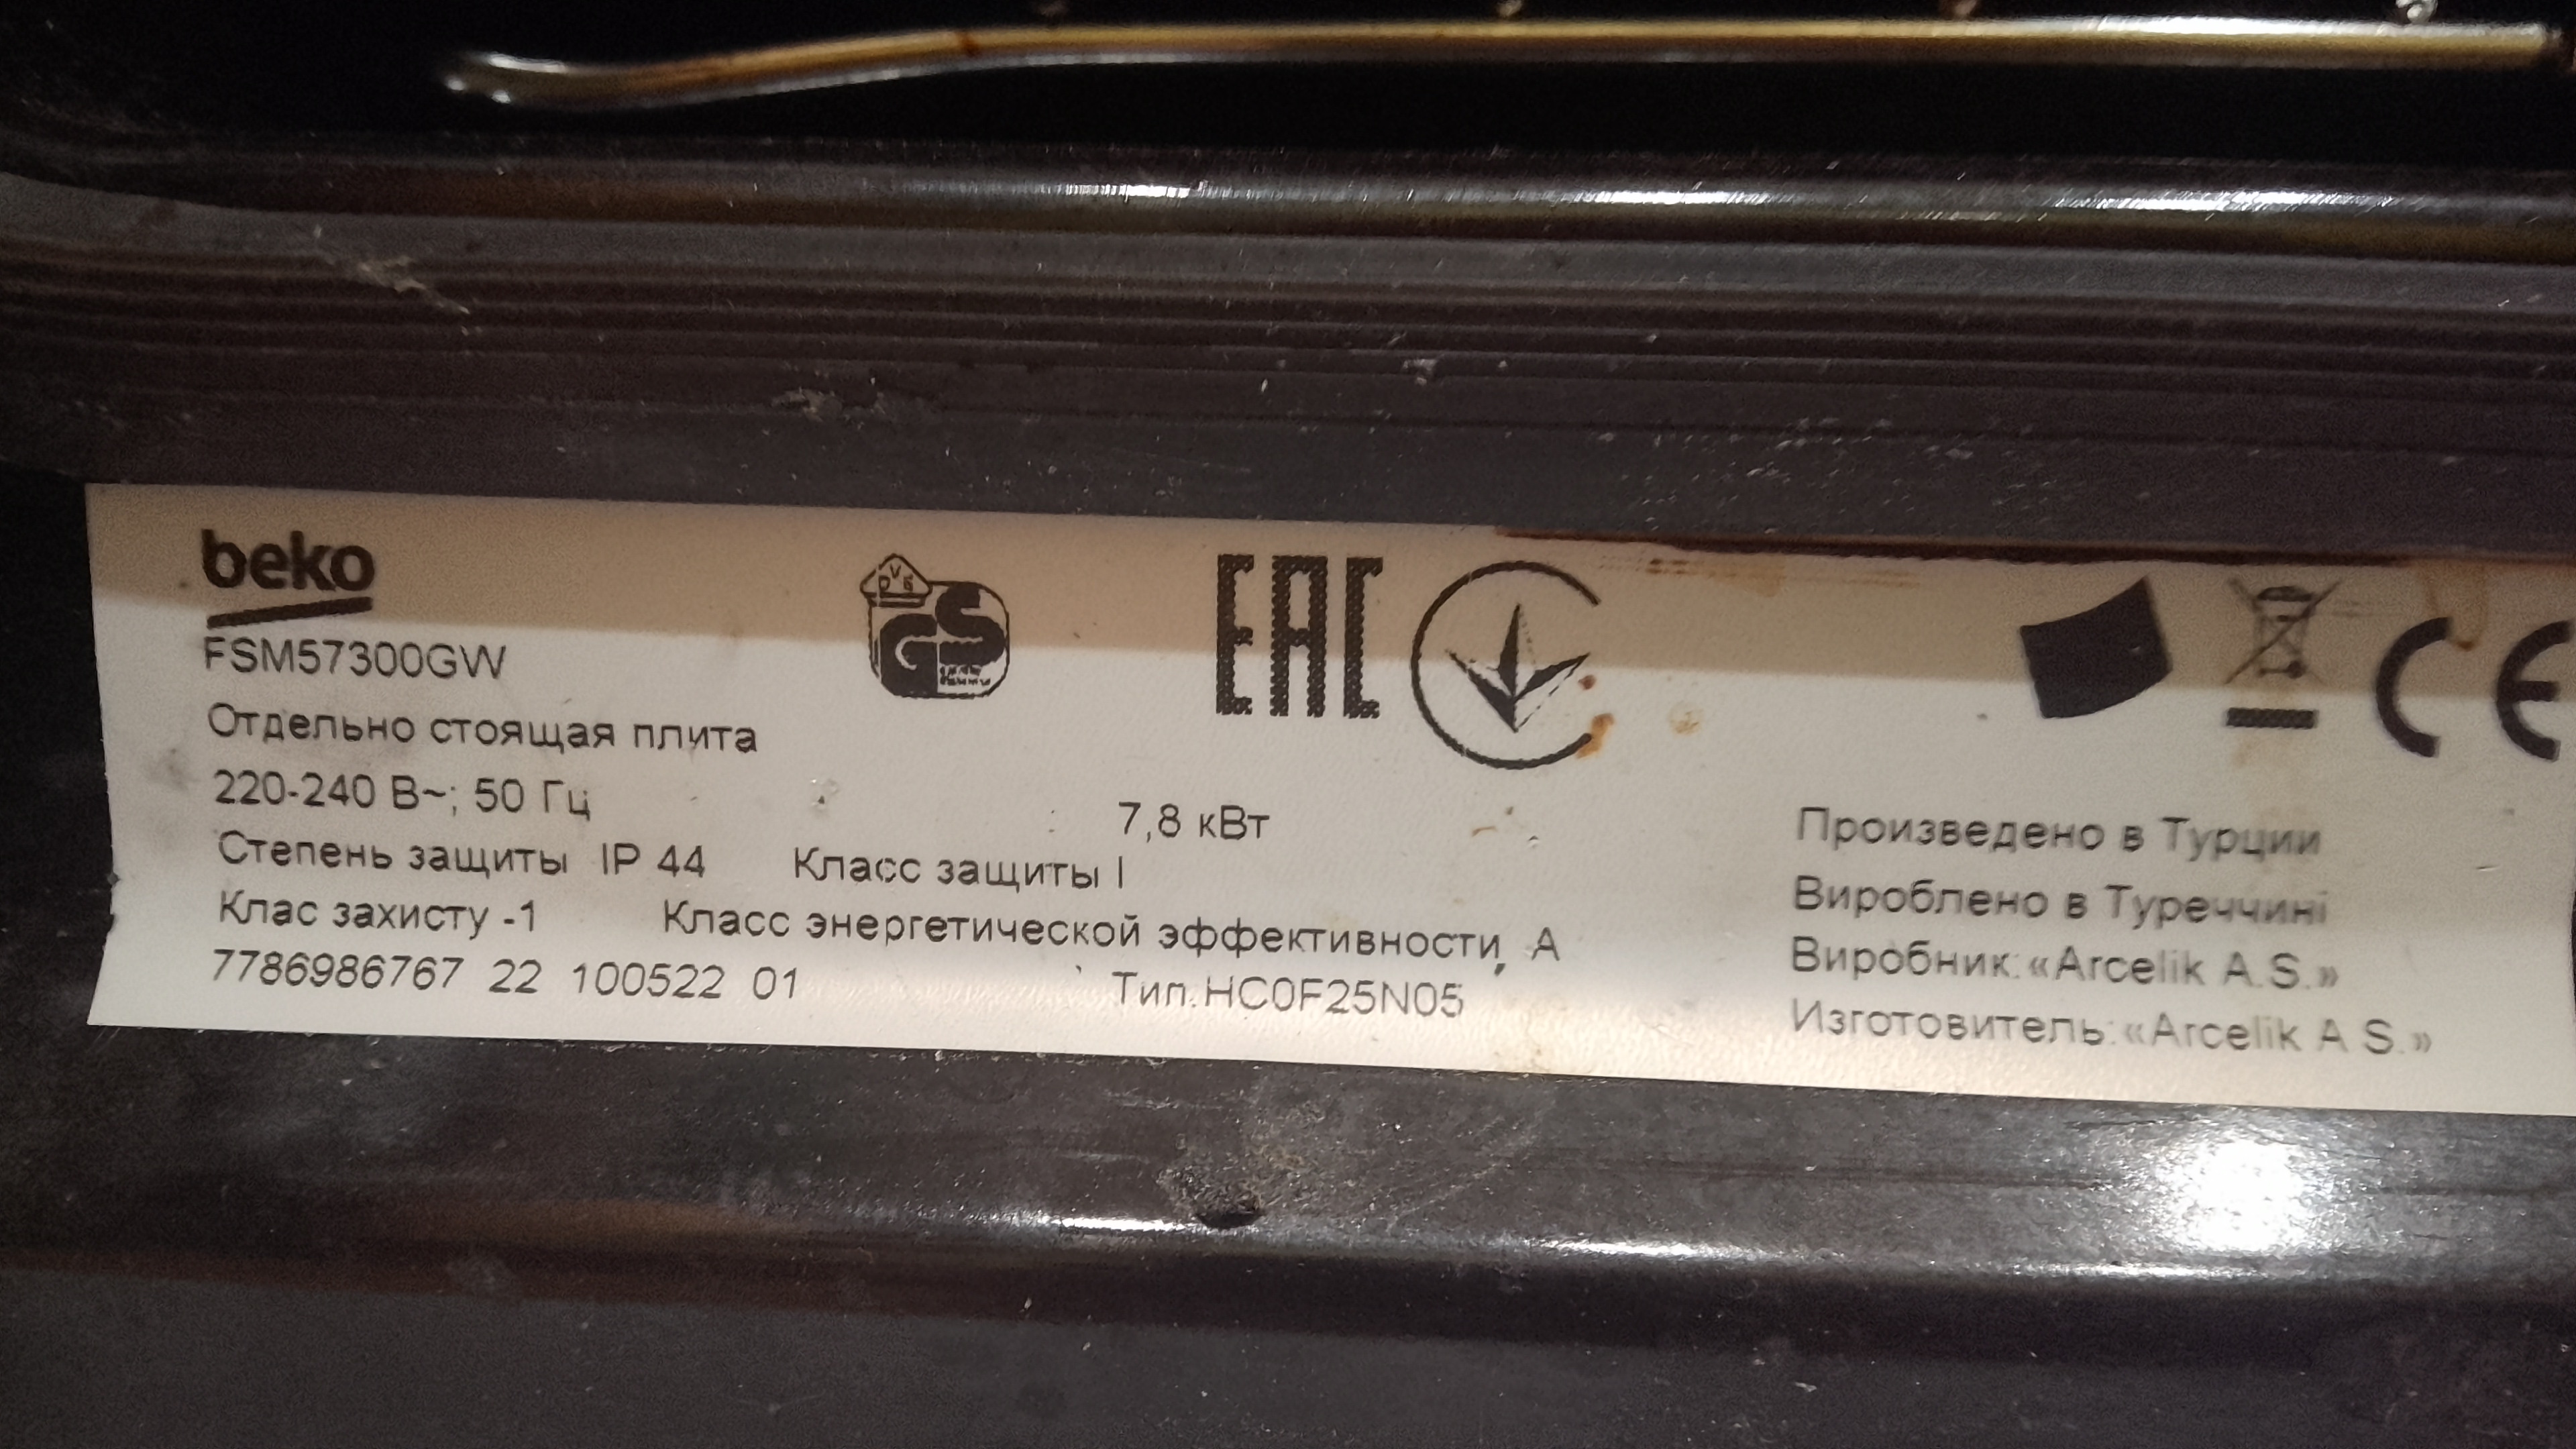 beko
FSM57300GW
Отдельно стоящая плита
220-240 В~; 50 Гц
7,8 кВт
Степень защиты IP 44 Класс защиты I
Клас захисту -1 Класс энергетической эффективности, А
7786986767 22 100522 01 Тип.HC0F25N05
GS
EAC
CE
Произведено в Турции
Вироблено в Туреччині
Виробник:«Arcelik A.S.»
Изготовитель:«Arcelik A.S.»